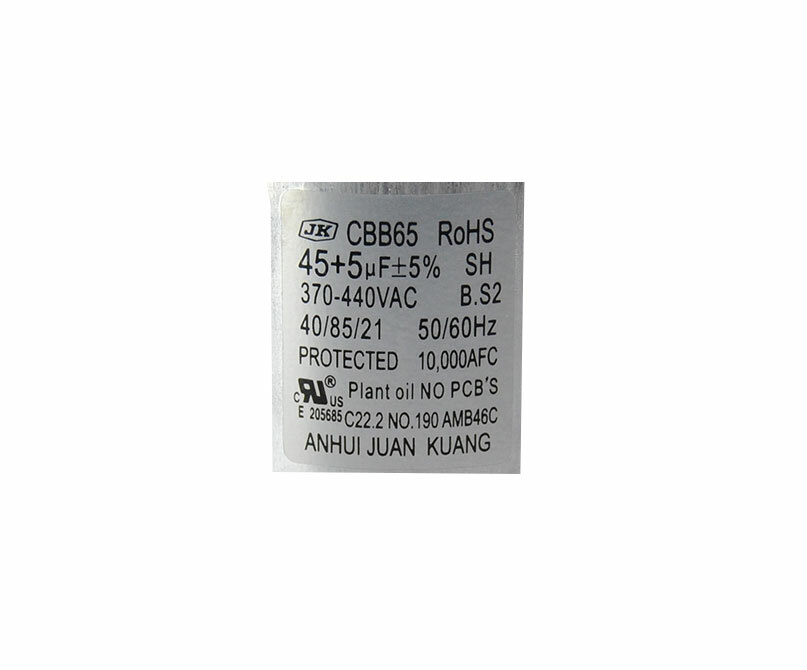 JK CBB65 RoHS
45+5μF±5% SH
370-440VAC B.S2
40/85/21 50/60Hz
PROTECTED 10,000AFC
c RU ® US Plant oil NO PCB'S
E 205685 C22.2 NO.190 AMB46C
ANHUI JUAN KUANG